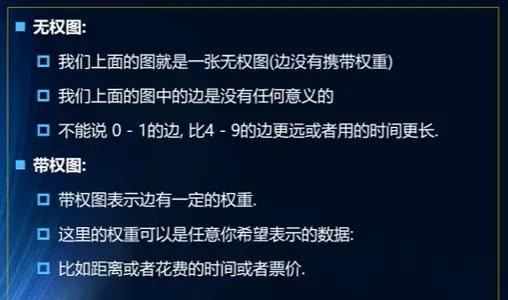 无权图:
我们上面的图就是一张无权图(边没有携带权重)
我们上面的图中的边是没有任何意义的
不能说 0 - 1的边, 比4 - 9的边更远或者用的时间更长.
带权图:
带权图表示边有一定的权重.
这里的权重可以是任意你希望表示的数据:
比如距离或者花费的时间或者票价.